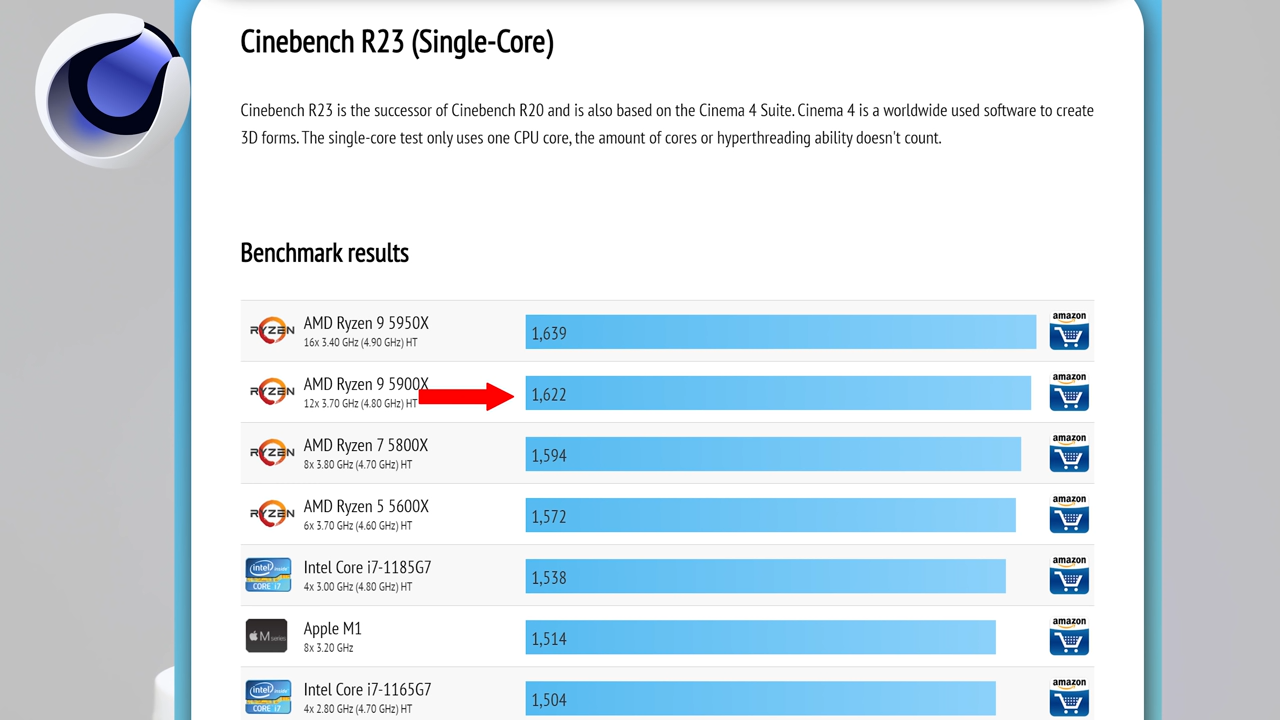 Cinebench R23 (Single-Core)
Cinebench R23 is the successor of Cinebench R20 and is also based on the Cinema 4 Suite. Cinema 4 is a worldwide used software to create
3D forms. The single-core test only uses one CPU core, the amount of cores or hyperthreading ability doesn't count.
Benchmark results
RYZEN AMD Ryzen 9 5950X 1,639 amazon
16x 3.40 GHz (4.90 GHz) HT
RYZEN AMD Ryzen 9 5900X 1,622 amazon
12x 3.70 GHz (4.80 GHz) HT
RYZEN AMD Ryzen 7 5800X 1,594 amazon
8x 3.80 GHz (4.70 GHz) HT
RYZEN AMD Ryzen 5 5600X 1,572 amazon
6x 3.70 GHz (4.60 GHz) HT
intel inside CORE i7 Intel Core i7-1185G7 1,538 amazon
4x 3.00 GHz (4.80 GHz) HT
M series Apple M1 1,514 amazon
8x 3.20 GHz
intel inside CORE i7 Intel Core i7-1165G7 1,504 amazon
4x 2.80 GHz (4.70 GHz) HT